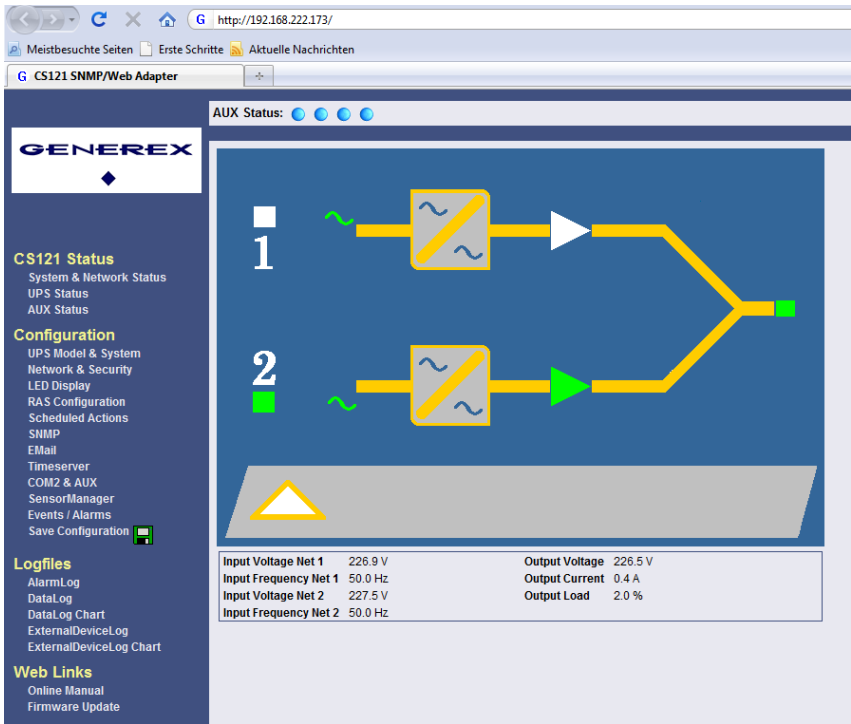 G http://192.168.222.173/
Meistbesuchte Seiten Erste Schritte Aktuelle Nachrichten
G CS121 SNMP/Web Adapter
AUX Status:
GENEREX
CS121 Status
System & Network Status
UPS Status
AUX Status
Configuration
UPS Model & System
Network & Security
LED Display
RAS Configuration
Scheduled Actions
SNMP
EMail
Timeserver
COM2 & AUX
SensorManager
Events / Alarms
Save Configuration
Logfiles
AlarmLog
DataLog
DataLog Chart
ExternalDeviceLog
ExternalDeviceLog Chart
Web Links
Online Manual
Firmware Update
1
2
Input Voltage Net 1 226.9 V Output Voltage 226.5 V
Input Frequency Net 1 50.0 Hz Output Current 0.4 A
Input Voltage Net 2 227.5 V Output Load 2.0 %
Input Frequency Net 2 50.0 Hz